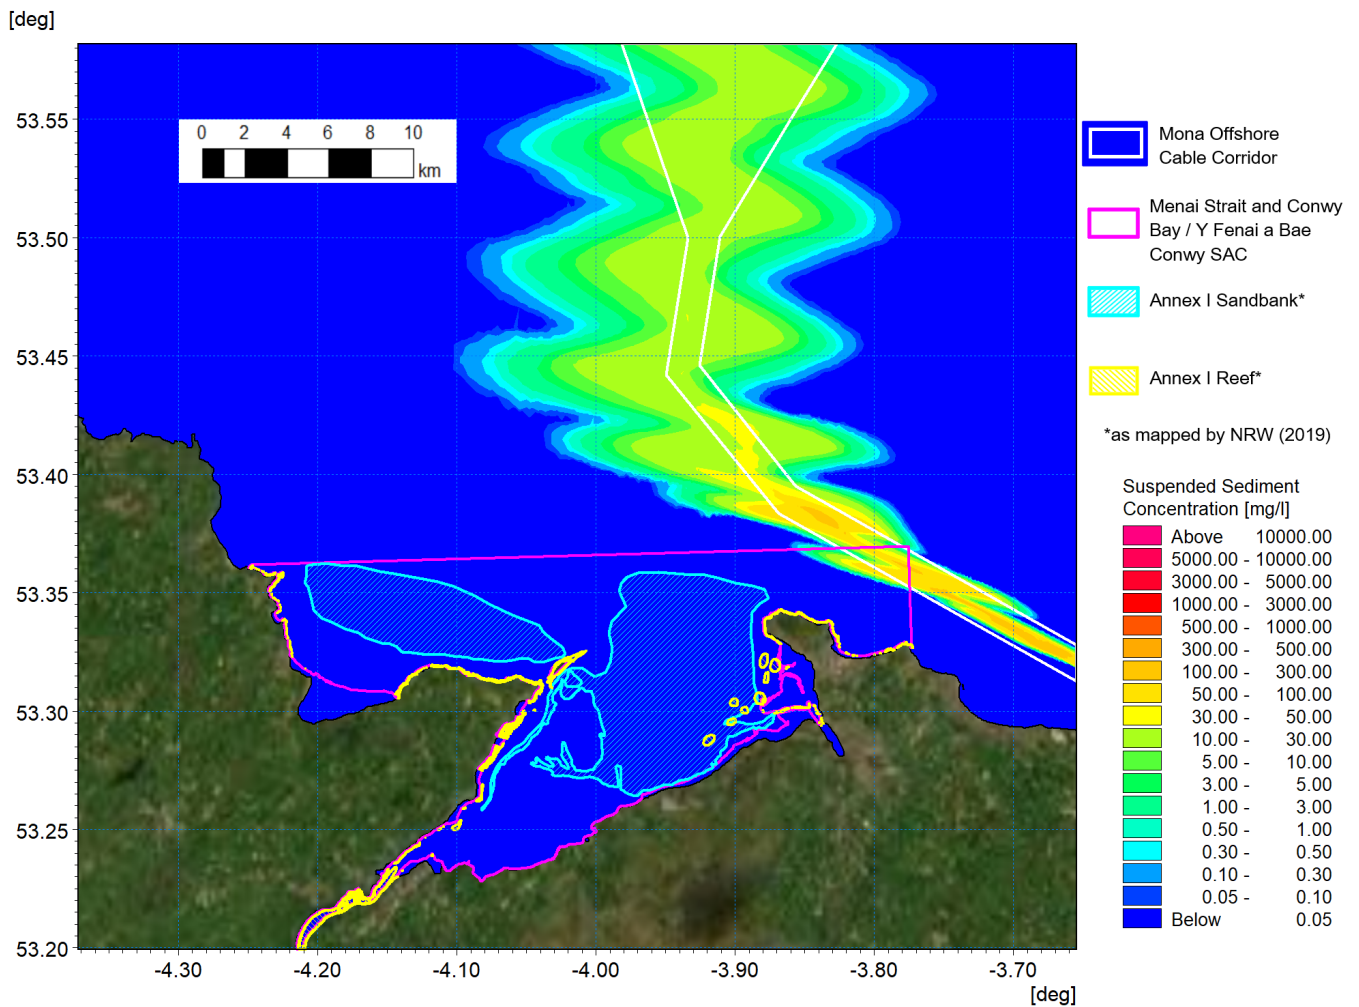 [deg]
53.55
53.50
53.45
53.40
53.35
53.30
53.25
53.20
0 2 4 6 8 10
km
-4.30 -4.20 -4.10 -4.00 -3.90 -3.80 -3.70
[deg]
Mona Offshore
Cable Corridor
Menai Strait and Conwy
Bay / Y Fenai a Bae
Conwy SAC
Annex I Sandbank*
Annex I Reef*
*as mapped by NRW (2019)
Suspended Sediment
Concentration [mg/l]
Above 10000.00
5000.00 - 10000.00
3000.00 - 5000.00
1000.00 - 3000.00
500.00 - 1000.00
300.00 - 500.00
100.00 - 300.00
50.00 - 100.00
30.00 - 50.00
10.00 - 30.00
5.00 - 10.00
3.00 - 5.00
1.00 - 3.00
0.50 - 1.00
0.30 - 0.50
0.10 - 0.30
0.05 - 0.10
Below 0.05